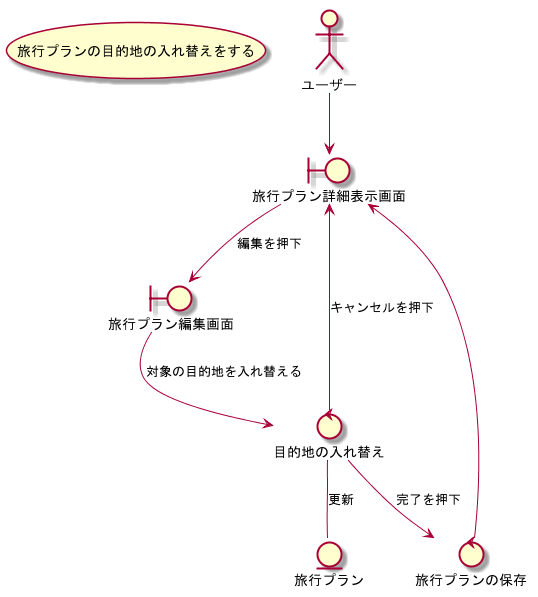 旅行プランの目的地の入れ替えをする
ユーザー
旅行プラン詳細表示画面
編集を押下
旅行プラン編集画面
キャンセルを押下
対象の目的地を入れ替える
目的地の入れ替え
更新
完了を押下
旅行プラン
旅行プランの保存